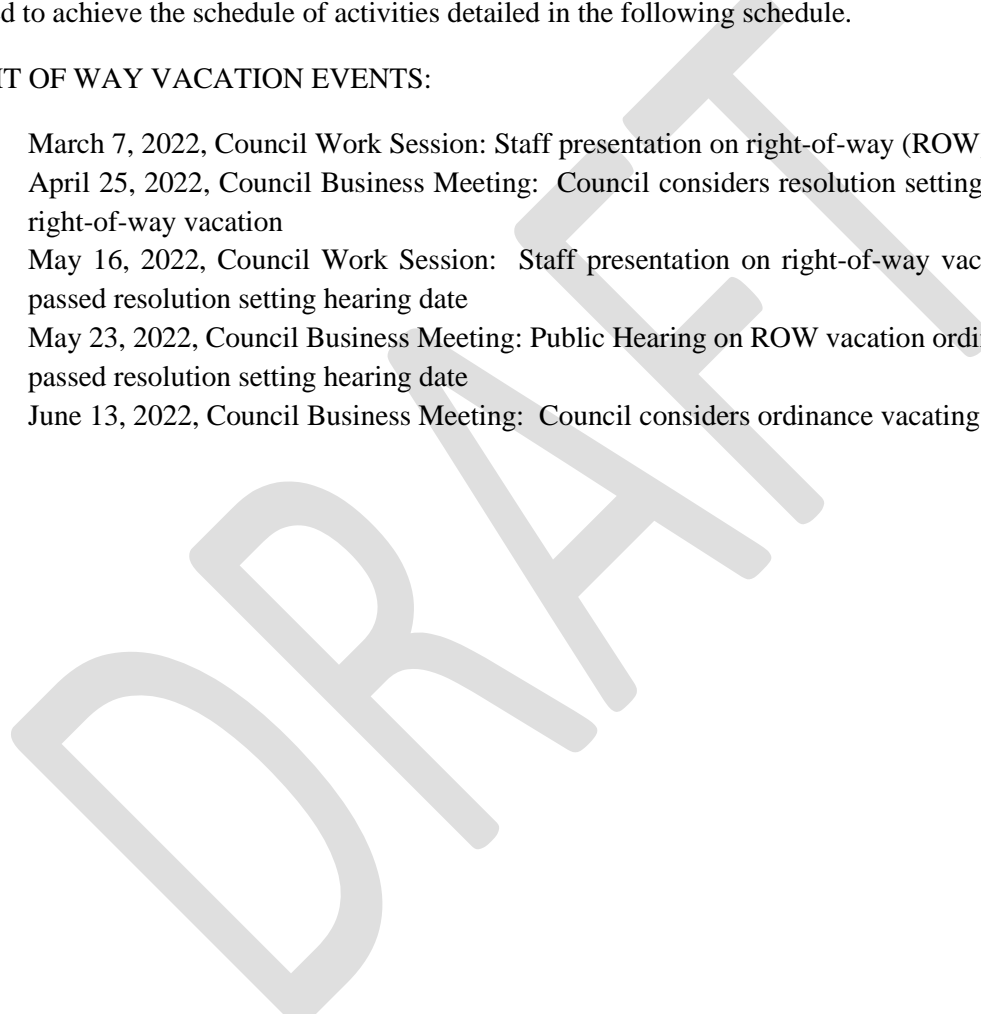 ed to achieve the schedule of activities detailed in the following schedule.
HT OF WAY VACATION EVENTS:
March 7, 2022, Council Work Session: Staff presentation on right-of-way (ROW
April 25, 2022, Council Business Meeting: Council considers resolution setting
right-of-way vacation
May 16, 2022, Council Work Session: Staff presentation on right-of-way vac
passed resolution setting hearing date
May 23, 2022, Council Business Meeting: Public Hearing on ROW vacation ordi
passed resolution setting hearing date
June 13, 2022, Council Business Meeting: Council considers ordinance vacating
DRAFT